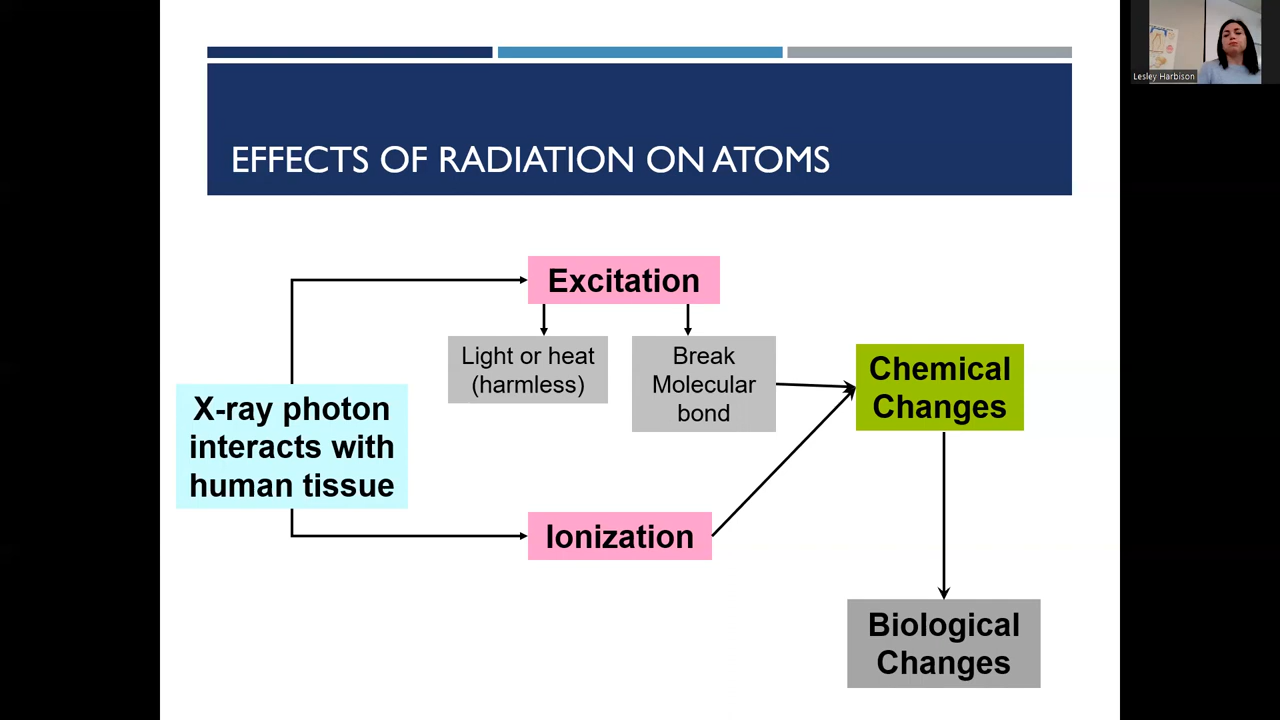 EFFECTS OF RADIATION ON ATOMS
Lesley Harbison
Excitation
Light or heat
(harmless)
Break
Molecular
bond
Chemical
Changes
X-ray photon
interacts with
human tissue
Ionization
Biological
Changes